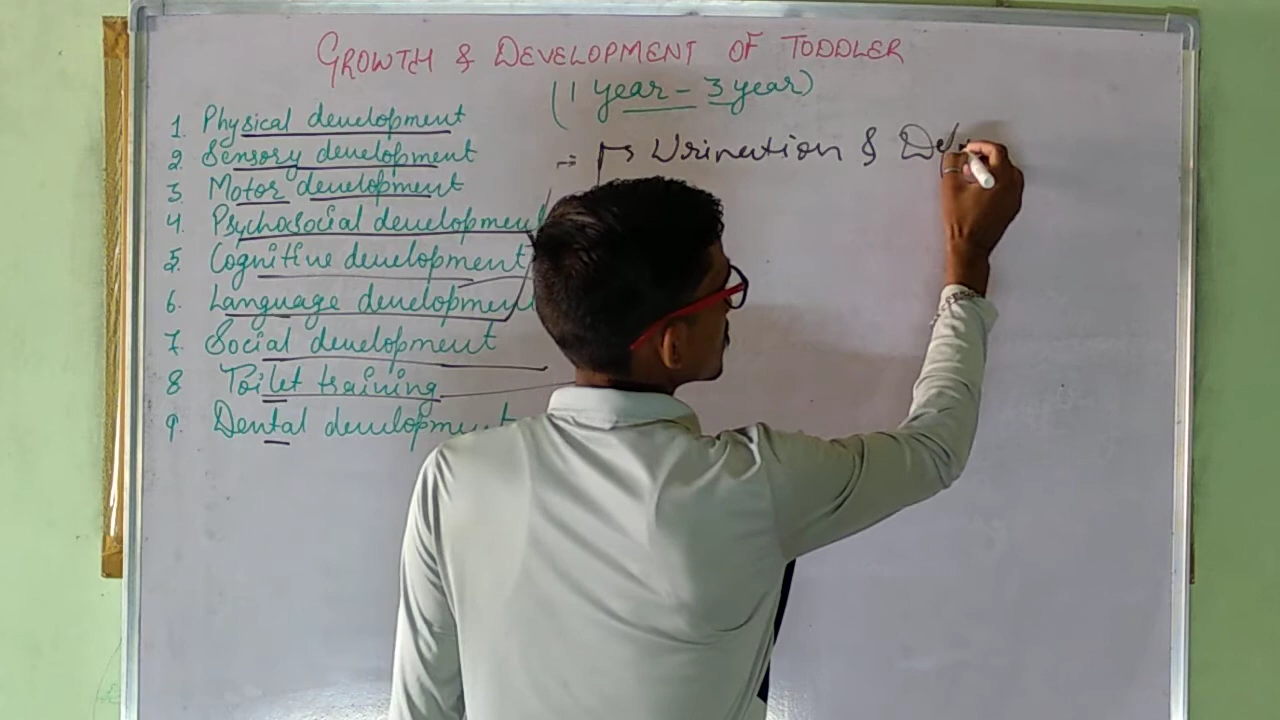 GROWTH & DEVELOPMENT OF TODDLER
(1 year - 3 year)
1. Physical development
2. Sensory development
3. Motor development
4. Psychosocial development
5. Cognitive development
6. Language development
7. Social development
8 Toilet training
9. Dental development
Urination &